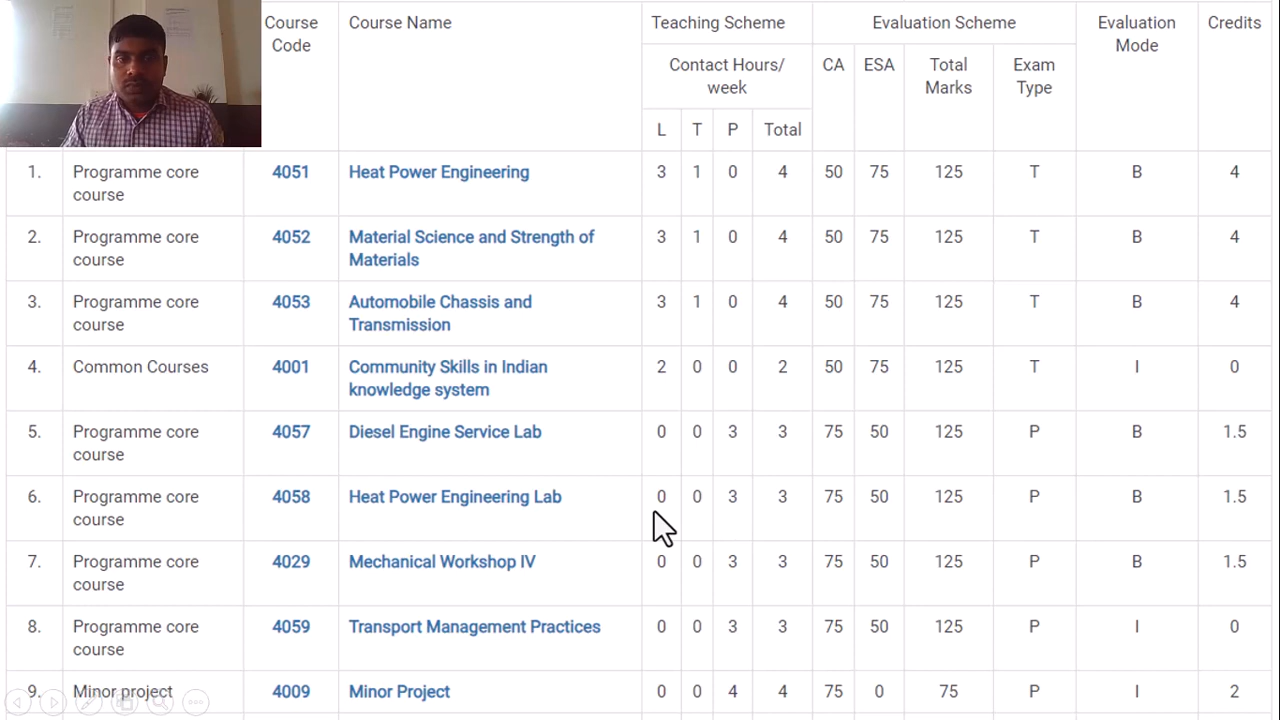 Course Code
Course Name
Teaching Scheme
Evaluation Scheme
Evaluation Mode
Credits
Contact Hours/ week
CA
ESA
Total Marks
Exam Type
L T P Total
1. Programme core course 4051 Heat Power Engineering 3 1 0 4 50 75 125 T B 4
2. Programme core course 4052 Material Science and Strength of Materials 3 1 0 4 50 75 125 T B 4
3. Programme core course 4053 Automobile Chassis and Transmission 3 1 0 4 50 75 125 T B 4
4. Common Courses 4001 Community Skills in Indian knowledge system 2 0 0 2 50 75 125 T I 0
5. Programme core course 4057 Diesel Engine Service Lab 0 0 3 3 75 50 125 P B 1.5
6. Programme core course 4058 Heat Power Engineering Lab 0 0 3 3 75 50 125 P B 1.5
7. Programme core course 4029 Mechanical Workshop IV 0 0 3 3 75 50 125 P B 1.5
8. Programme core course 4059 Transport Management Practices 0 0 3 3 75 50 125 P I 0
9. Minor project 4009 Minor Project 0 0 4 4 75 0 75 P I 2